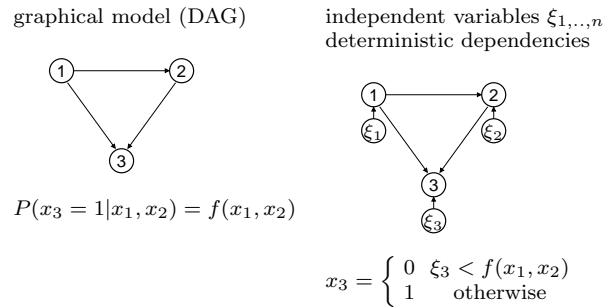 graphical model (DAG)
1 2
3
P(x₃ = 1|x₁, x₂) = f(x₁, x₂)
independent variables ξ₁,..,ₙ
deterministic dependencies
1 2
ξ₁ ξ₂
3
ξ₃
x₃ = { 0 ξ₃ < f(x₁, x₂)
1 otherwise